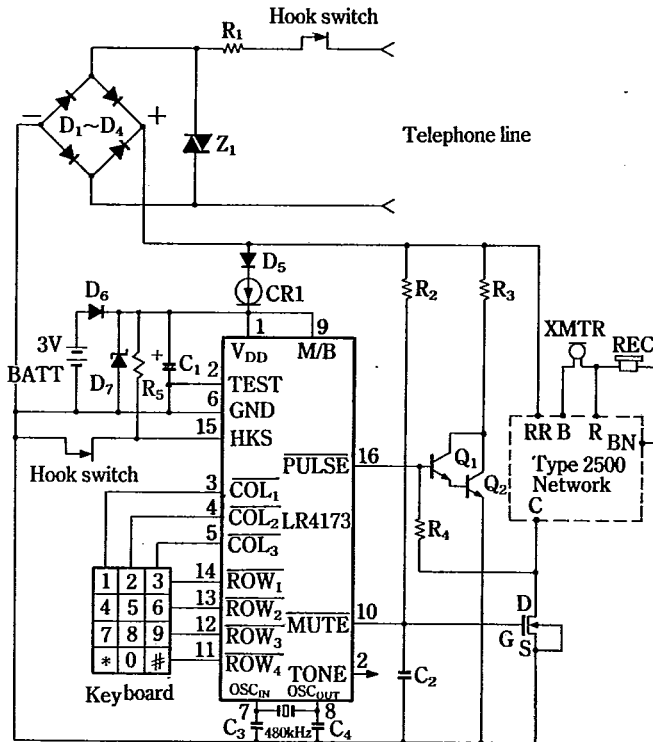 Hook switch
R1
− D1~D4 +
Z1
Telephone line
D5
D6
CR1
R2
R3
3V
BATT
D7
R5
+
C1
XMTR
REC
1
9
VDD
M/B
2
TEST
6
GND
15
HKS
Hook switch
RR B R BN
Type 2500
Network
C
PULSE
16
Q1
Q2
R4
3
COL1
4
COL2
LR4173
5
COL3
1 2 3
4 5 6
7 8 9
* 0 #
Keyboard
14
ROW1
13
ROW2
12
ROW3
11
ROW4
MUTE
10
D
G
S
TONE
2
C2
OSCIN
OSCOUT
7
8
C3
480kHz
C4